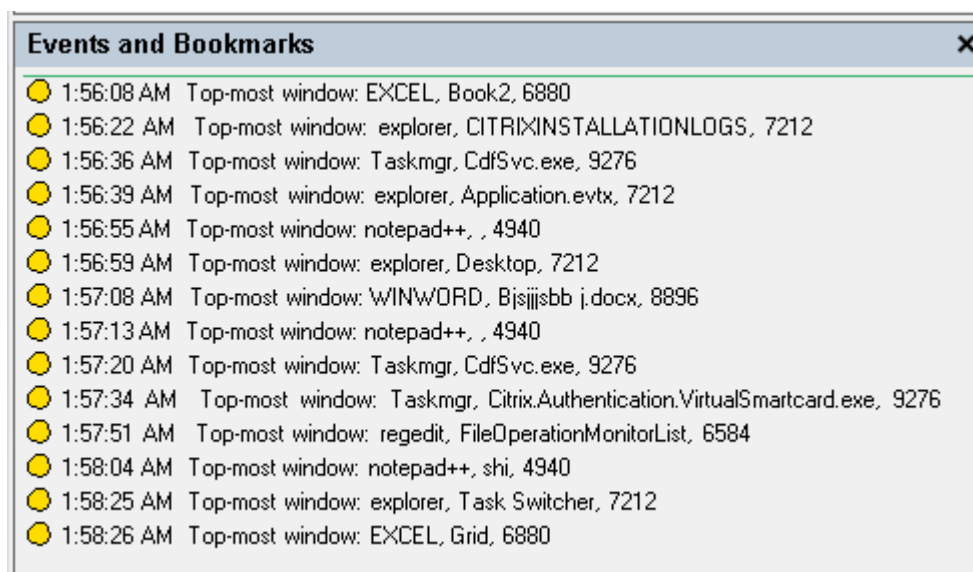 Events and Bookmarks
1:56:08 AM Top-most window: EXCEL, Book2, 6880
1:56:22 AM Top-most window: explorer, CITRIXINSTALLATIONLOGS, 7212
1:56:36 AM Top-most window: Taskmgr, CdfSvc.exe, 9276
1:56:39 AM Top-most window: explorer, Application.evtx, 7212
1:56:55 AM Top-most window: notepad++, , 4940
1:56:59 AM Top-most window: explorer, Desktop, 7212
1:57:08 AM Top-most window: WINWORD, Bjsjjjsbb j.docx, 8896
1:57:13 AM Top-most window: notepad++, , 4940
1:57:20 AM Top-most window: Taskmgr, CdfSvc.exe, 9276
1:57:34 AM Top-most window: Taskmgr, Citrix.Authentication.VirtualSmartcard.exe, 9276
1:57:51 AM Top-most window: regedit, FileOperationMonitorList, 6584
1:58:04 AM Top-most window: notepad++, shi, 4940
1:58:25 AM Top-most window: explorer, Task Switcher, 7212
1:58:26 AM Top-most window: EXCEL, Grid, 6880